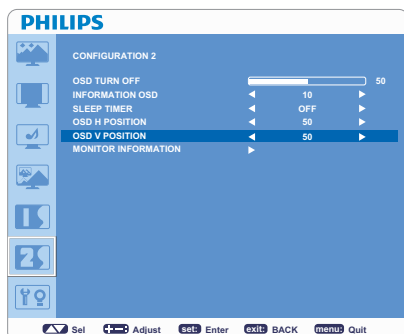 PHILIPS
CONFIGURATION 2
OSD TURN OFF 50
INFORMATION OSD 10
SLEEP TIMER OFF
OSD H POSITION 50
OSD V POSITION 50
MONITOR INFORMATION
Sel Adjust set: Enter exit: BACK menu: Quit